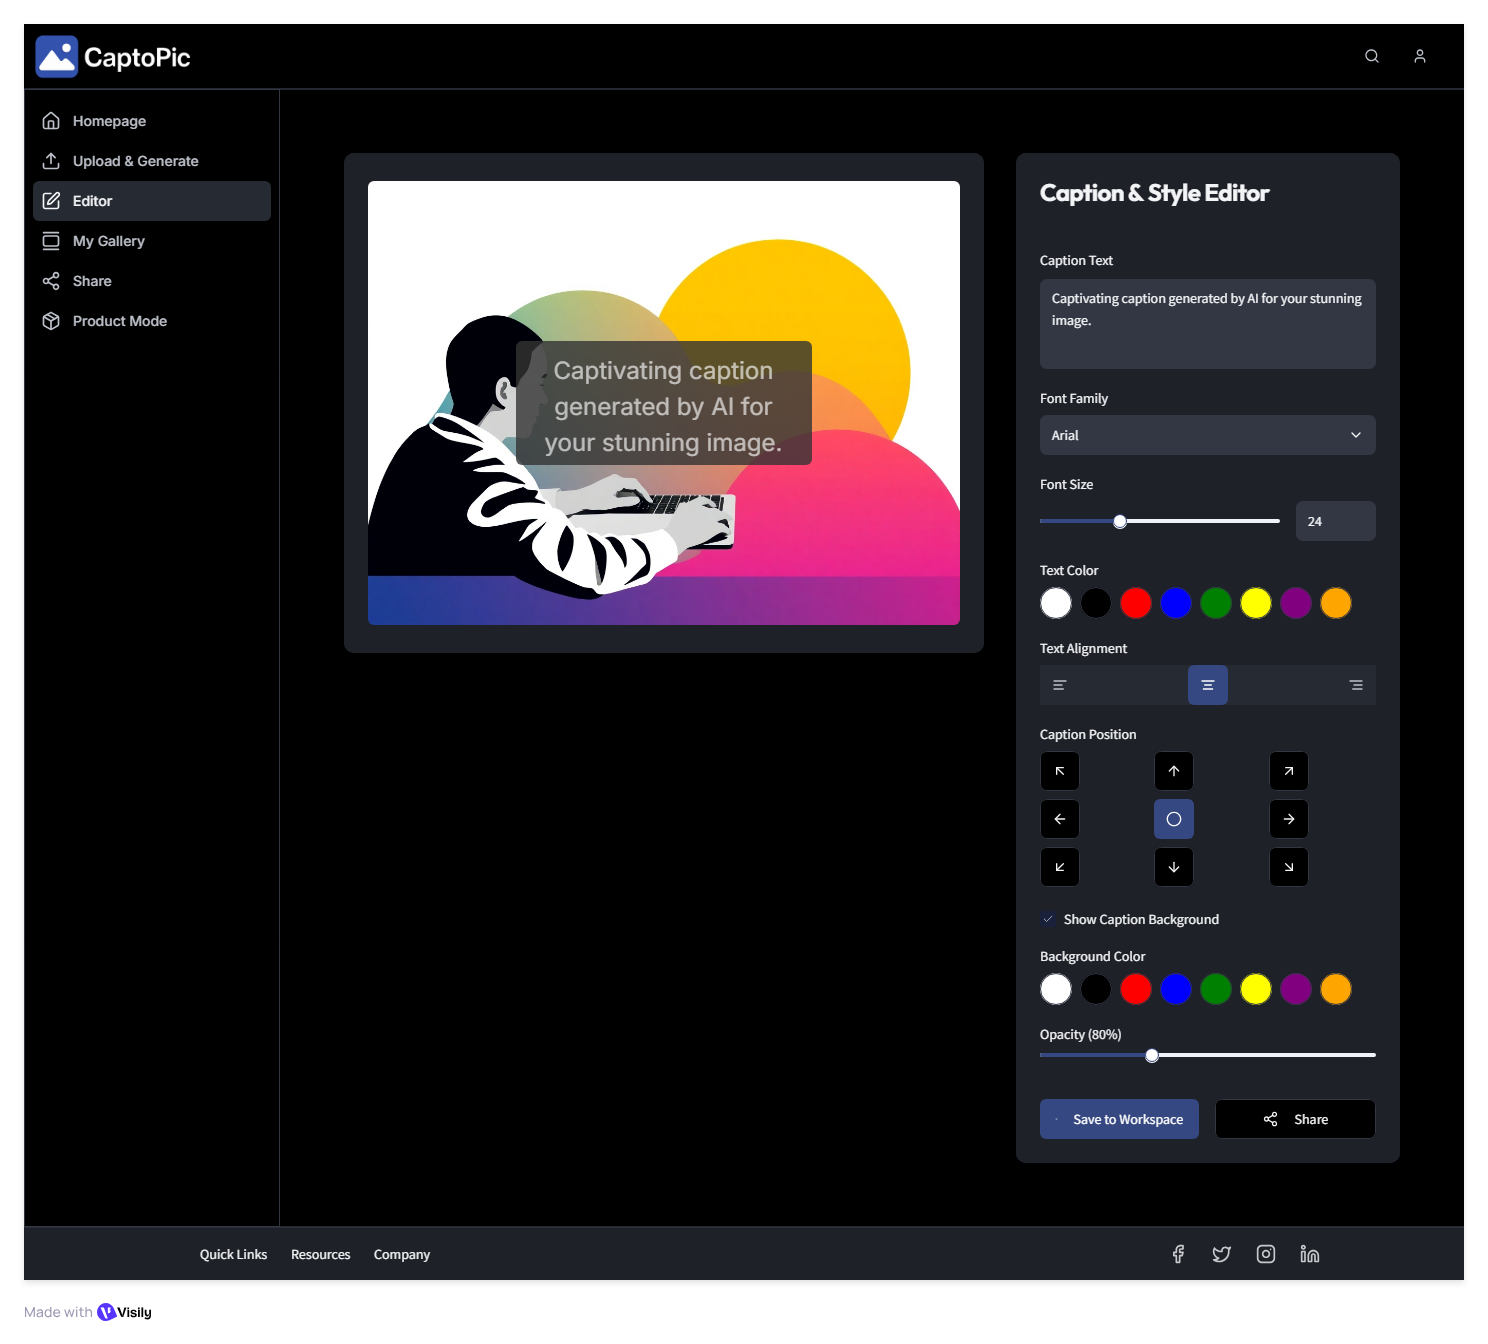 CaptoPic
Homepage
Upload & Generate
Editor
My Gallery
Share
Product Mode
Captivating caption
generated by AI for
your stunning image.
Caption & Style Editor
Caption Text
Captivating caption generated by AI for your stunning
image.
Font Family
Arial
Font Size
24
Text Color
Text Alignment
Caption Position
Show Caption Background
Background Color
Opacity (80%)
Save to Workspace
Share
Quick Links
Resources
Company
Made with Visily